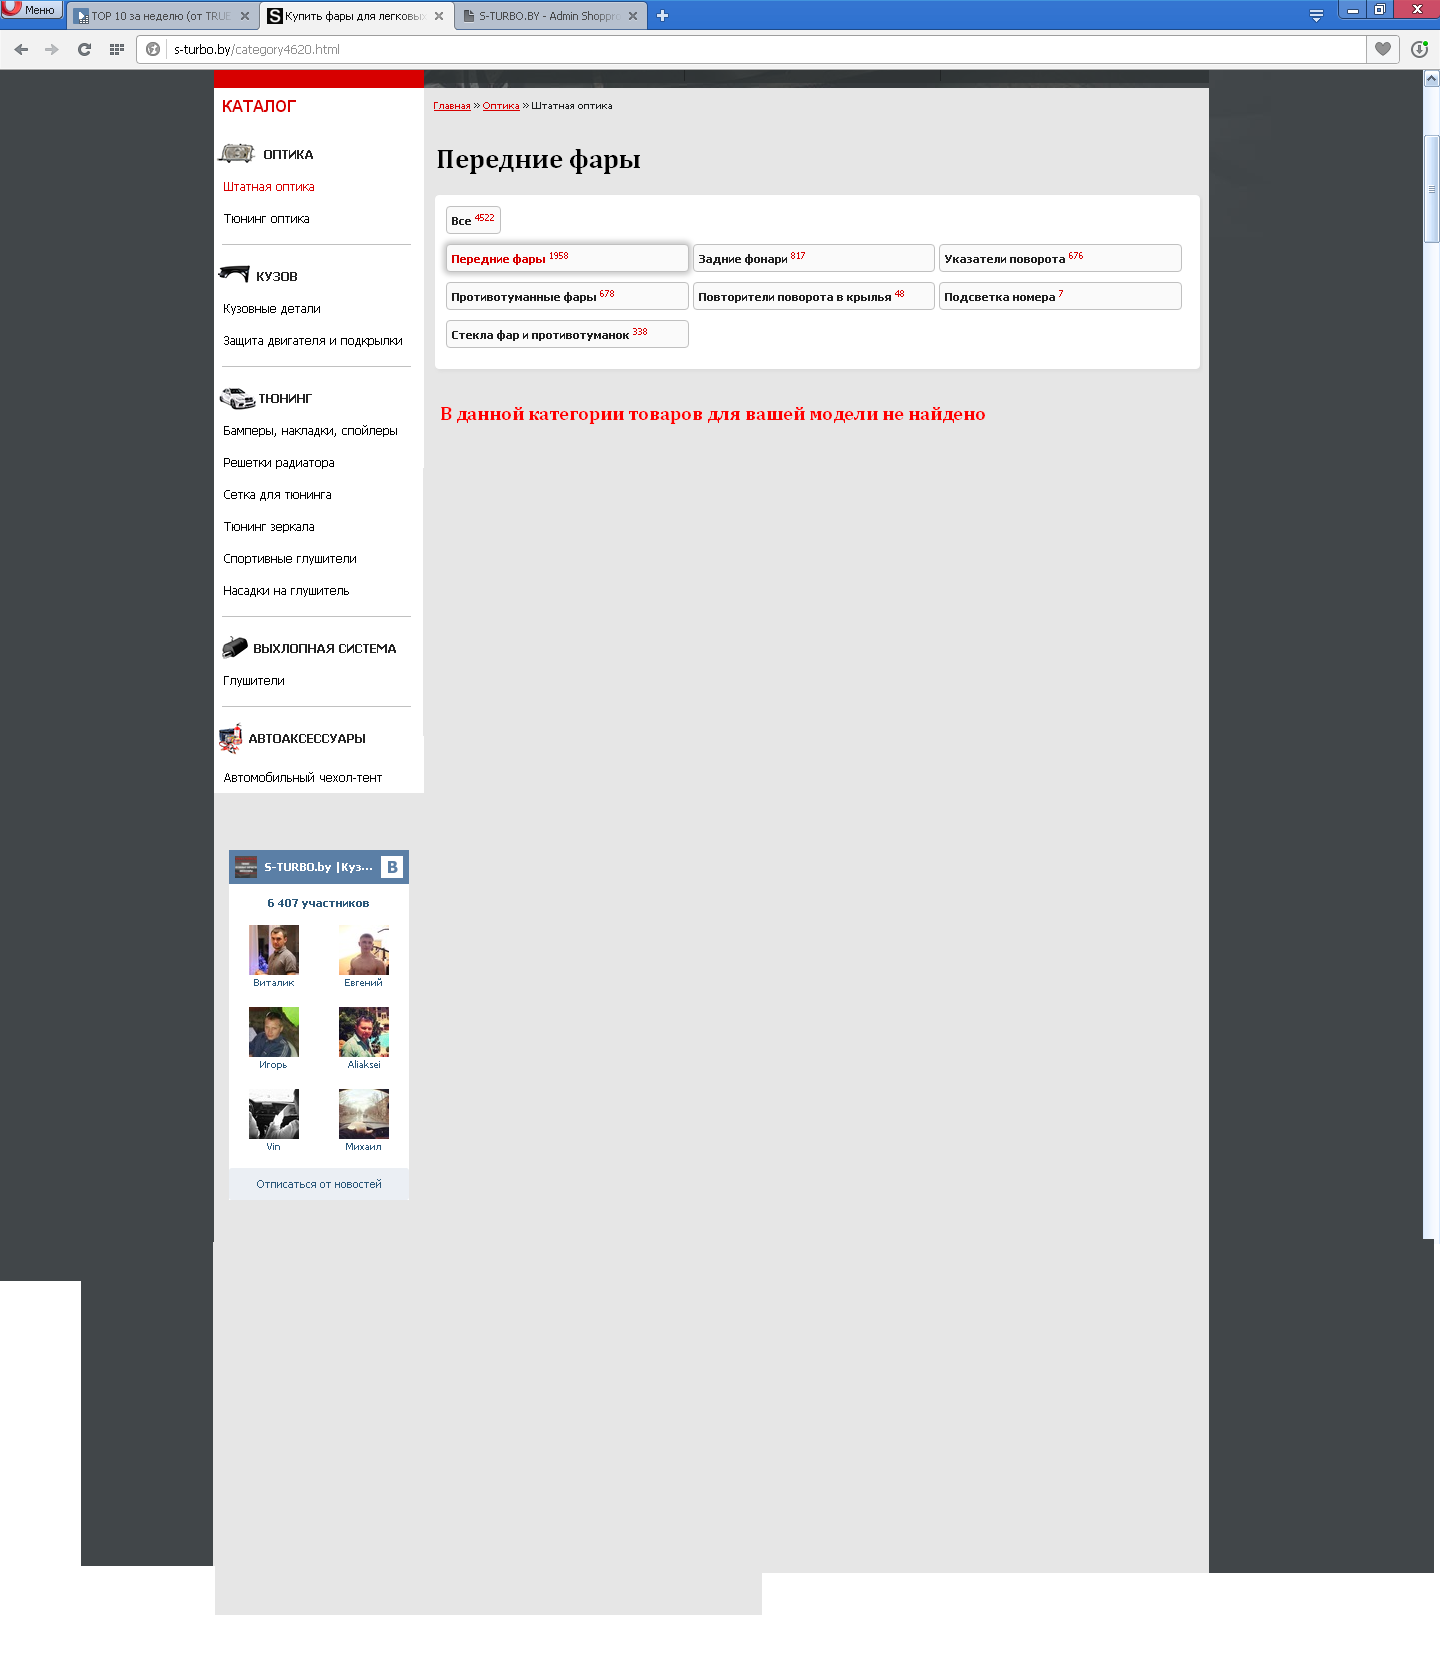 Меню
TOP 10 за неделю (от TRUE
Купить фары для легковых
S-TURBO.BY - Admin Shoppro
s-turbo.by/category4620.html
КАТАЛОГ
ОПТИКА
Штатная оптика
Тюнинг оптика
КУЗОВ
Кузовные детали
Защита двигателя и подкрылки
ТЮНИНГ
Бамперы, накладки, спойлеры
Решетки радиатора
Сетка для тюнинга
Тюнинг зеркала
Спортивные глушители
Насадки на глушитель
ВЫХЛОПНАЯ СИСТЕМА
Глушители
АВТОАКСЕССУАРЫ
Автомобильный чехол-тент
S-TURBO.by |Куз...
В
6 407 участников
Виталик Евгений
Игорь Aliaksei
Vin Михаил
Отписаться от новостей
Главная » Оптика » Штатная оптика
Передние фары
Все 4522
Передние фары 1958 Задние фонари 817 Указатели поворота 676
Противотуманные фары 678 Повторители поворота в крылья 48 Подсветка номера 7
Стекла фар и противотуманок 338
В данной категории товаров для вашей модели не найдено